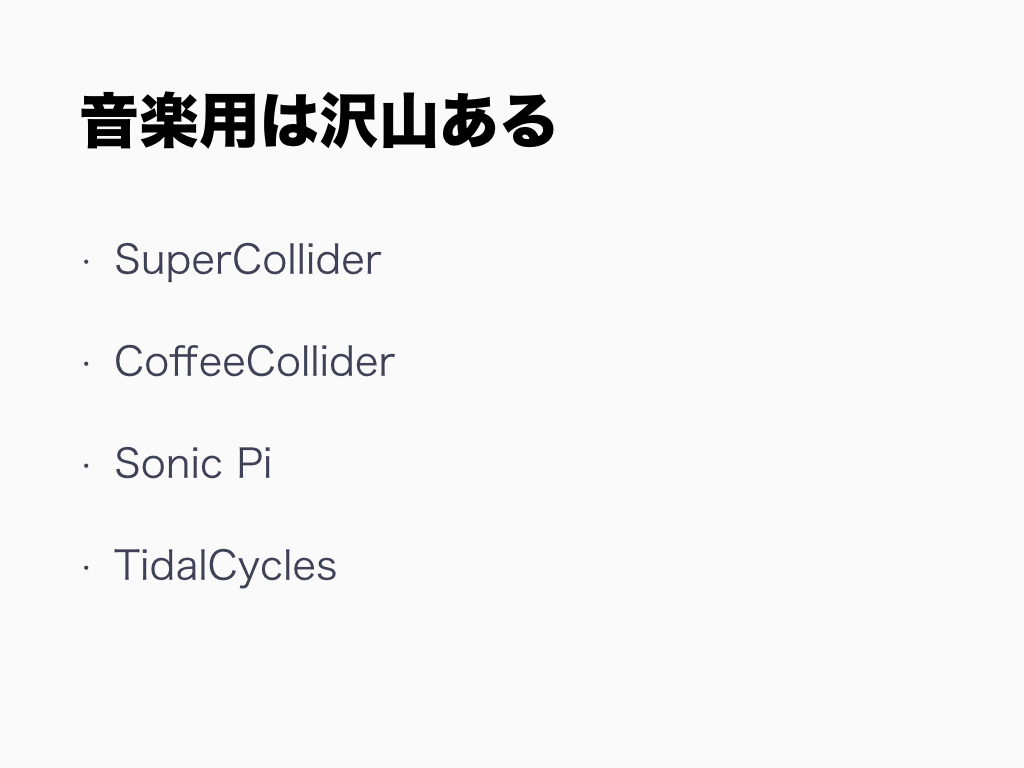 音楽用は沢山ある
・ SuperCollider
・ CoffeeCollider
・ Sonic Pi
・ TidalCycles